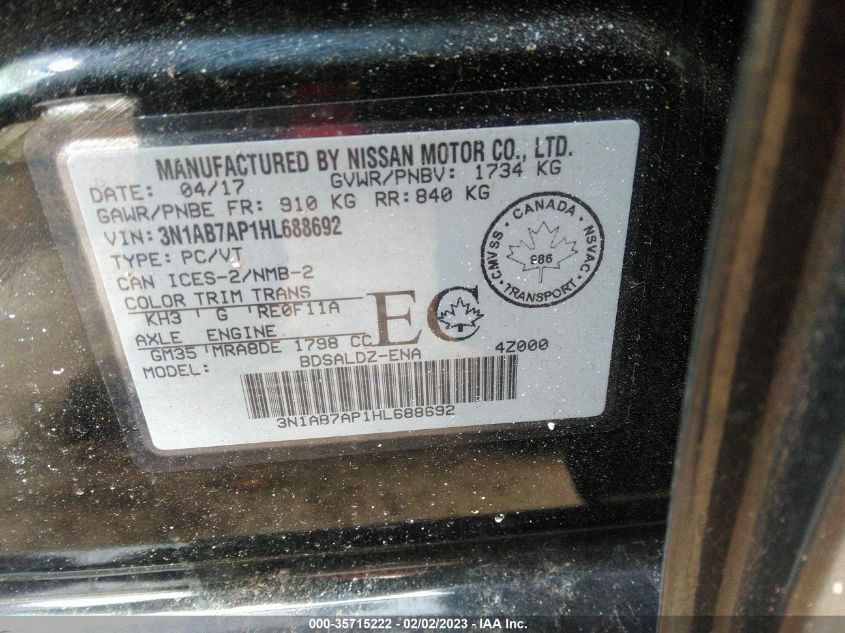 MANUFACTURED BY NISSAN MOTOR CO., LTD.
DATE: 04/17 GVWR/PNBV: 1734 KG
GAWR/PNBE FR: 910 KG RR: 840 KG
VIN: 3N1AB7AP1HL688692
TYPE: PC/VT
CAN ICES-2/NMB-2
COLOR TRIM TRANS
KH3 G RE0F11A
AXLE ENGINE
GM35 MRA8DE 1798 CC
MODEL: BDSALDZ-ENA 4Z000
3N1AB7AP1HL688692
EC
CANADA
CMVSS NSVAC
886
TRANSPORT
000-35715222 - 02/02/2023 - IAA Inc.